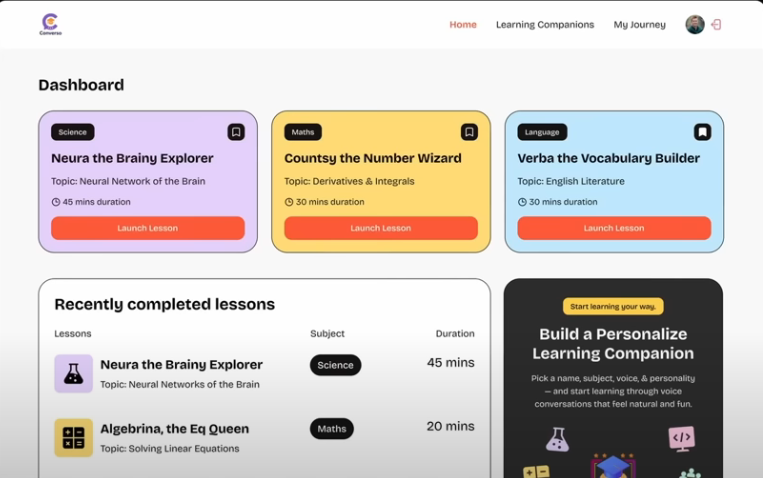 Converso
Home
Learning Companions
My Journey
Dashboard
Science
Neura the Brainy Explorer
Topic: Neural Network of the Brain
45 mins duration
Launch Lesson
Maths
Countsy the Number Wizard
Topic: Derivatives & Integrals
30 mins duration
Launch Lesson
Language
Verba the Vocabulary Builder
Topic: English Literature
30 mins duration
Launch Lesson
Recently completed lessons
Lessons
Subject
Duration
Neura the Brainy Explorer
Topic: Neural Networks of the Brain
Science
45 mins
Algebrina, the Eq Queen
Topic: Solving Linear Equations
Maths
20 mins
Start learning your way.
Build a Personalize
Learning Companion
Pick a name, subject, voice, & personality
— and start learning through voice
conversations that feel natural and fun.